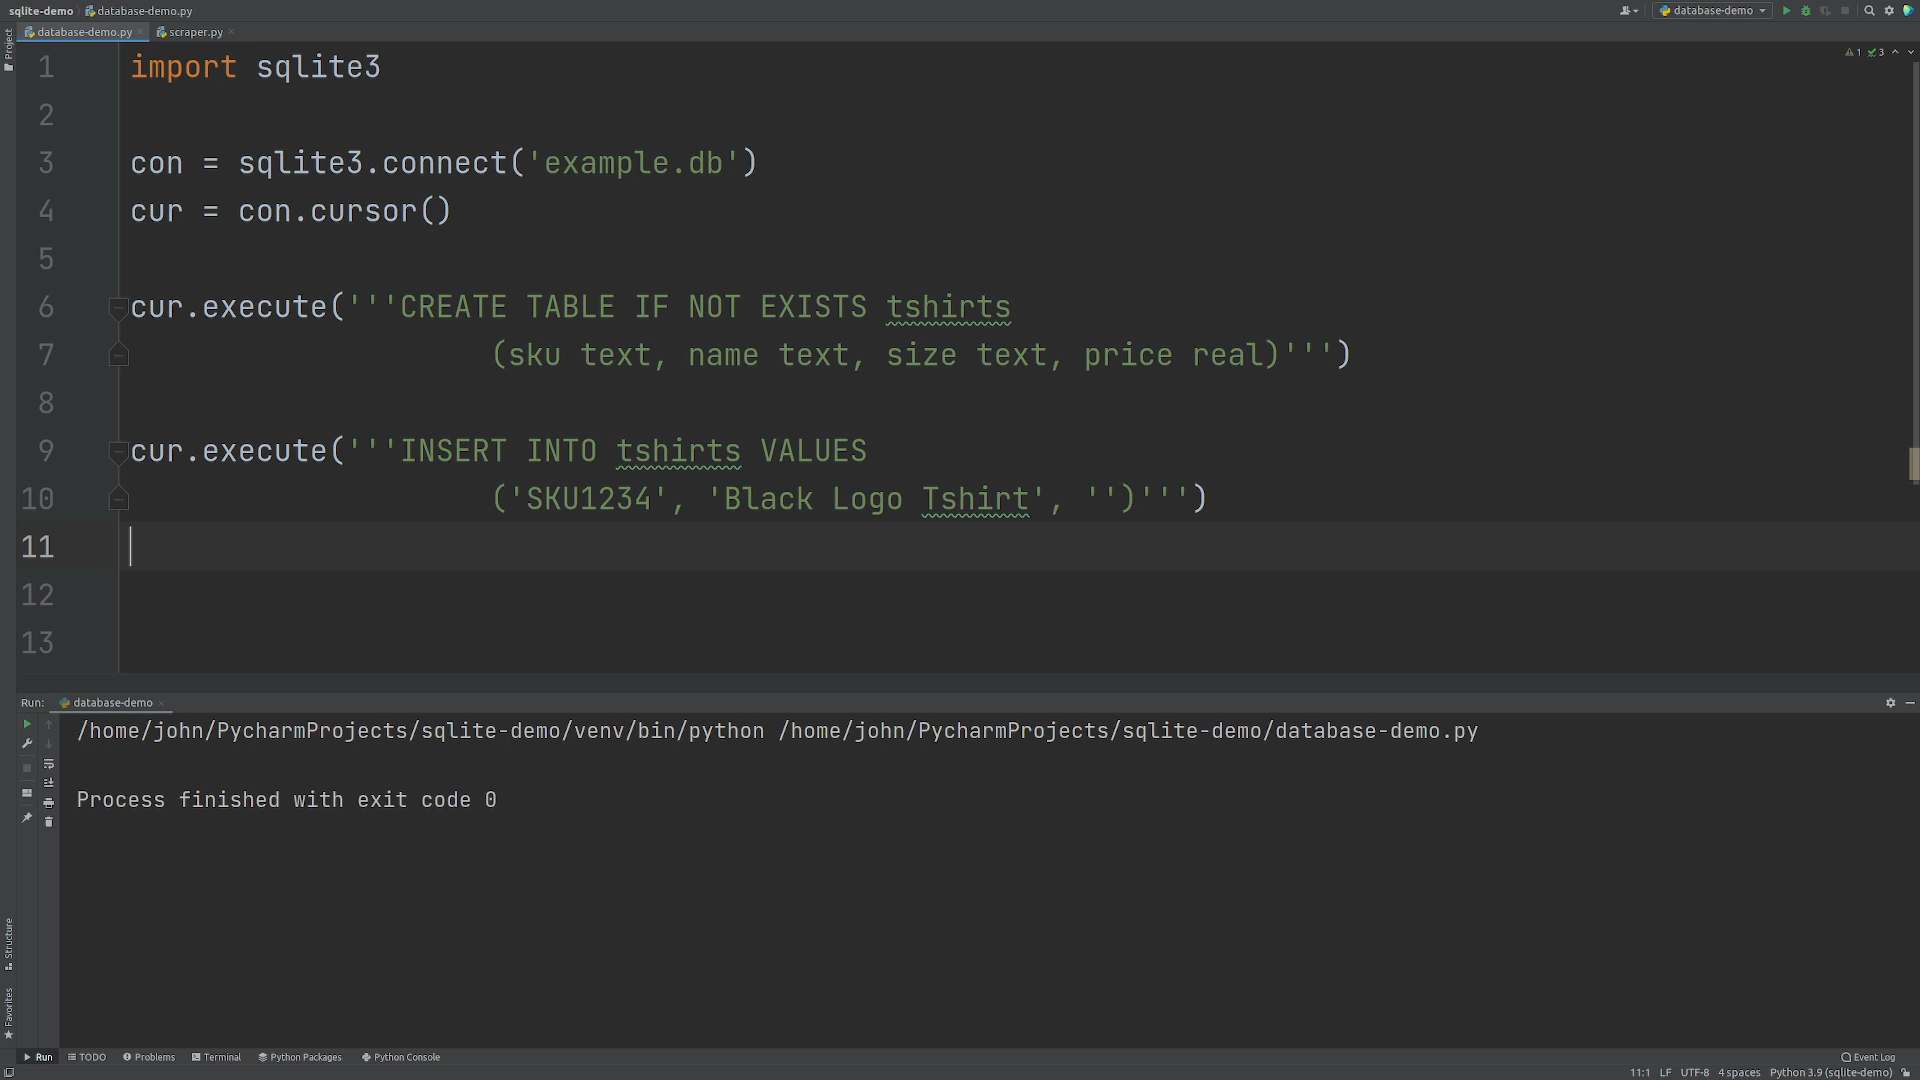 sqlite-demo database-demo.py
database-demo
database-demo.py scraper.py
Project
1 3
1 import sqlite3
2
3 con = sqlite3.connect('example.db')
4 cur = con.cursor()
5
6 cur.execute('''CREATE TABLE IF NOT EXISTS tshirts
7 (sku text, name text, size text, price real)''')
8
9 cur.execute('''INSERT INTO tshirts VALUES
10 ('SKU1234', 'Black Logo Tshirt', '')''')
11
12
13
Run: database-demo
/home/john/PycharmProjects/sqlite-demo/venv/bin/python /home/john/PycharmProjects/sqlite-demo/database-demo.py
Process finished with exit code 0
Structure
Favorites
Run TODO Problems Terminal Python Packages Python Console Event Log
11:1 LF UTF-8 4 spaces Python 3.9 (sqlite-demo)